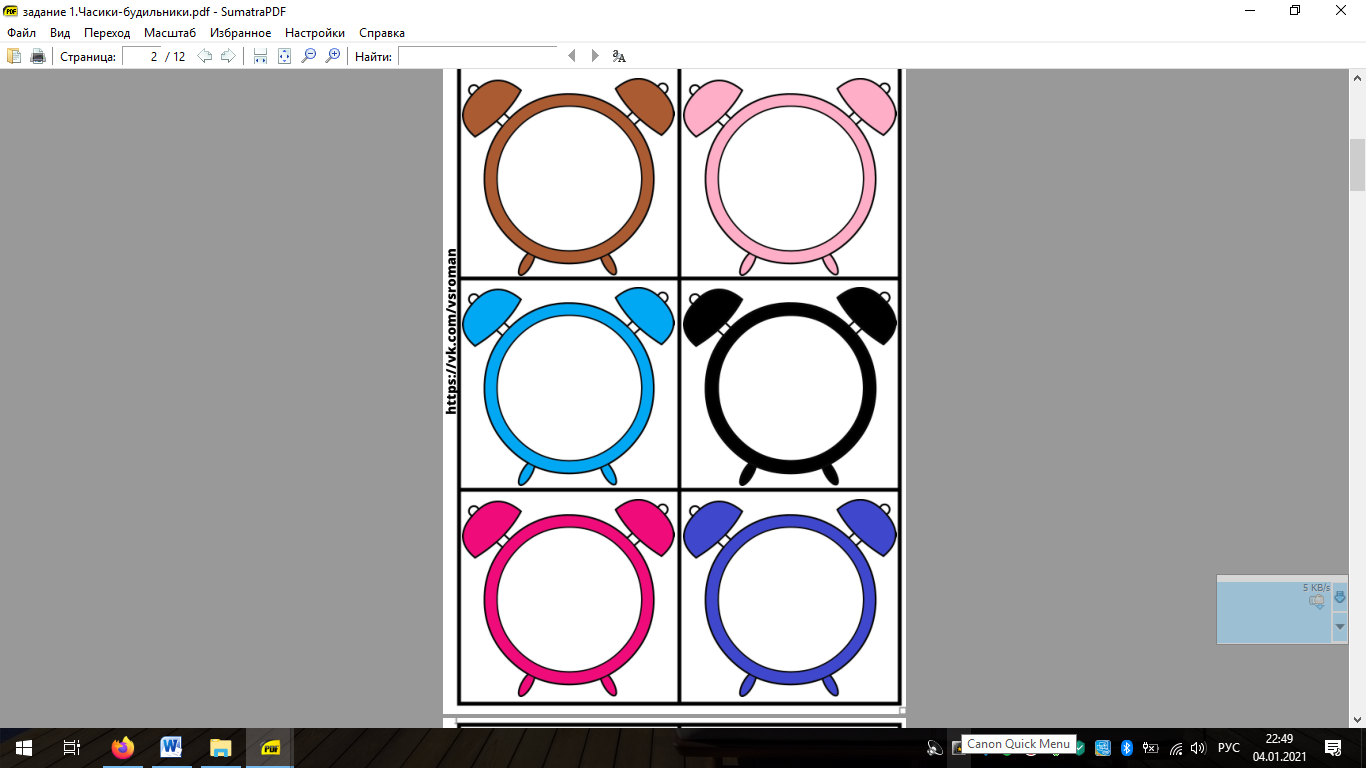 задание 1.Часики-будильники.pdf - SumatraPDF
Файл Вид Переход Масштаб Избранное Настройки Справка
Страница: 2 / 12 Найти:
https://vk.com/vsroman
5 KB/s
Canon Quick Menu
РУС
22:49
04.01.2021